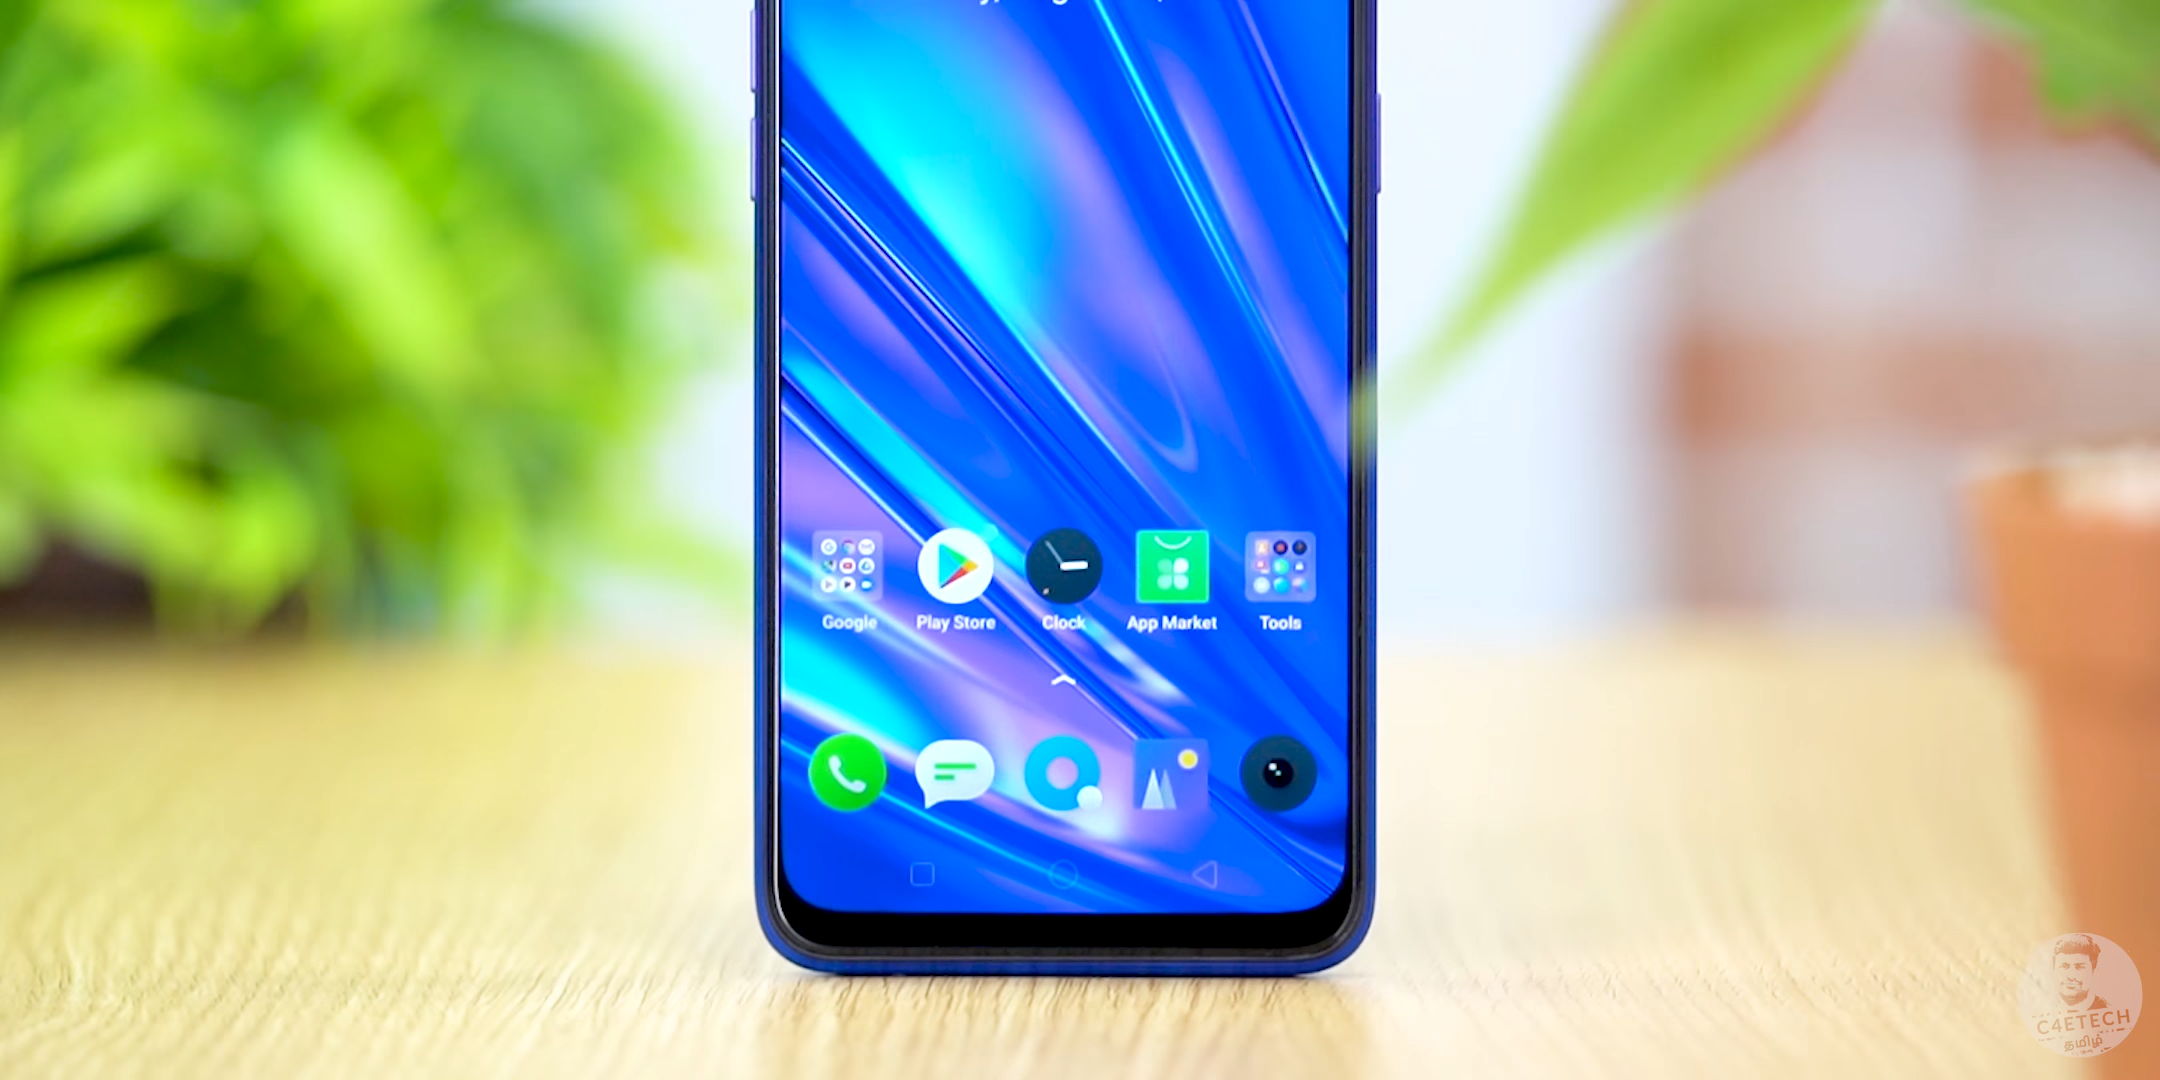 Google
Play Store
Clock
App Market
Tools
C4ETECH
தமிழ்